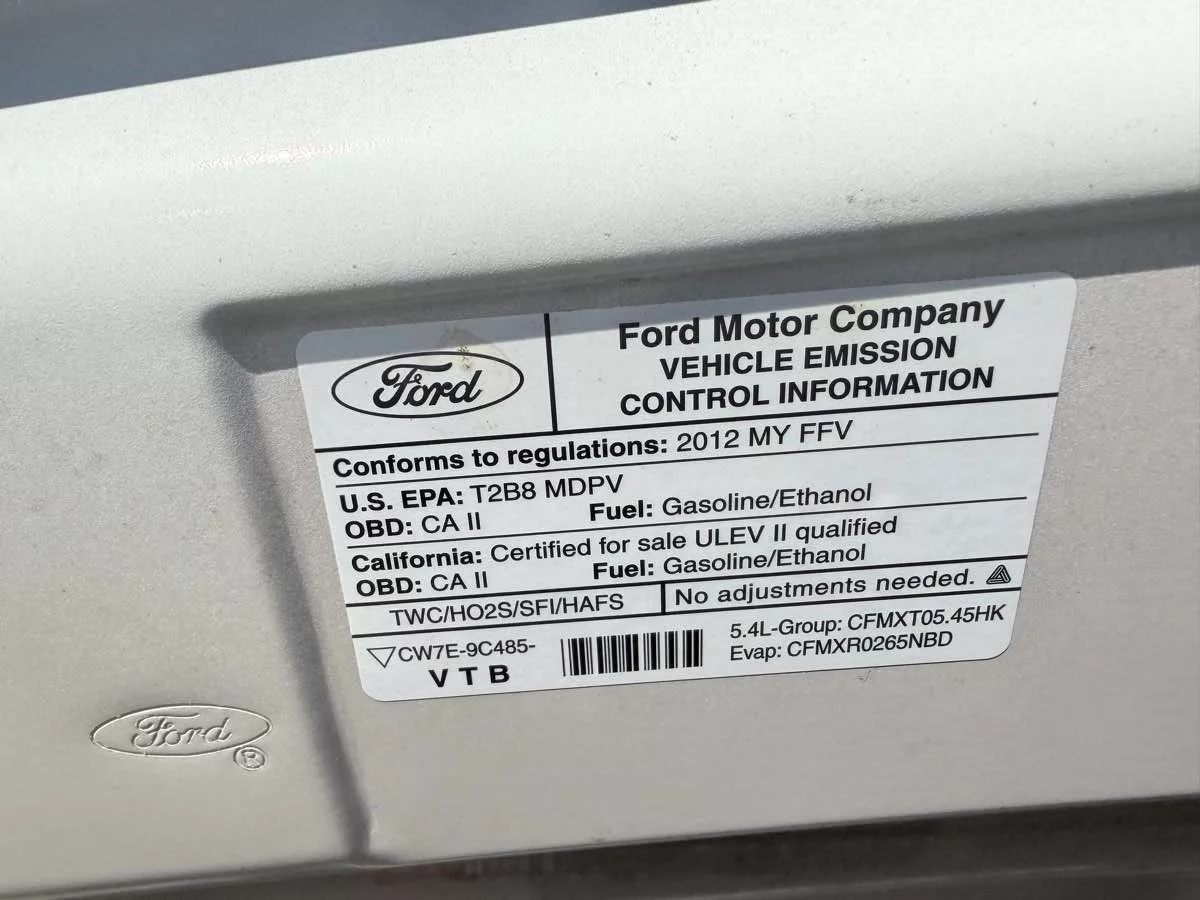 Ford
Ford Motor Company
VEHICLE EMISSION
CONTROL INFORMATION
Conforms to regulations: 2012 MY FFV
U.S. EPA: T2B8 MDPV
OBD: CA II Fuel: Gasoline/Ethanol
California: Certified for sale ULEV II qualified
OBD: CA II Fuel: Gasoline/Ethanol
TWC/HO2S/SFI/HAFS No adjustments needed.
CW7E-9C485-
V T B
5.4L-Group: CFMXT05.45HK
Evap: CFMXR0265NBD
Ford ®